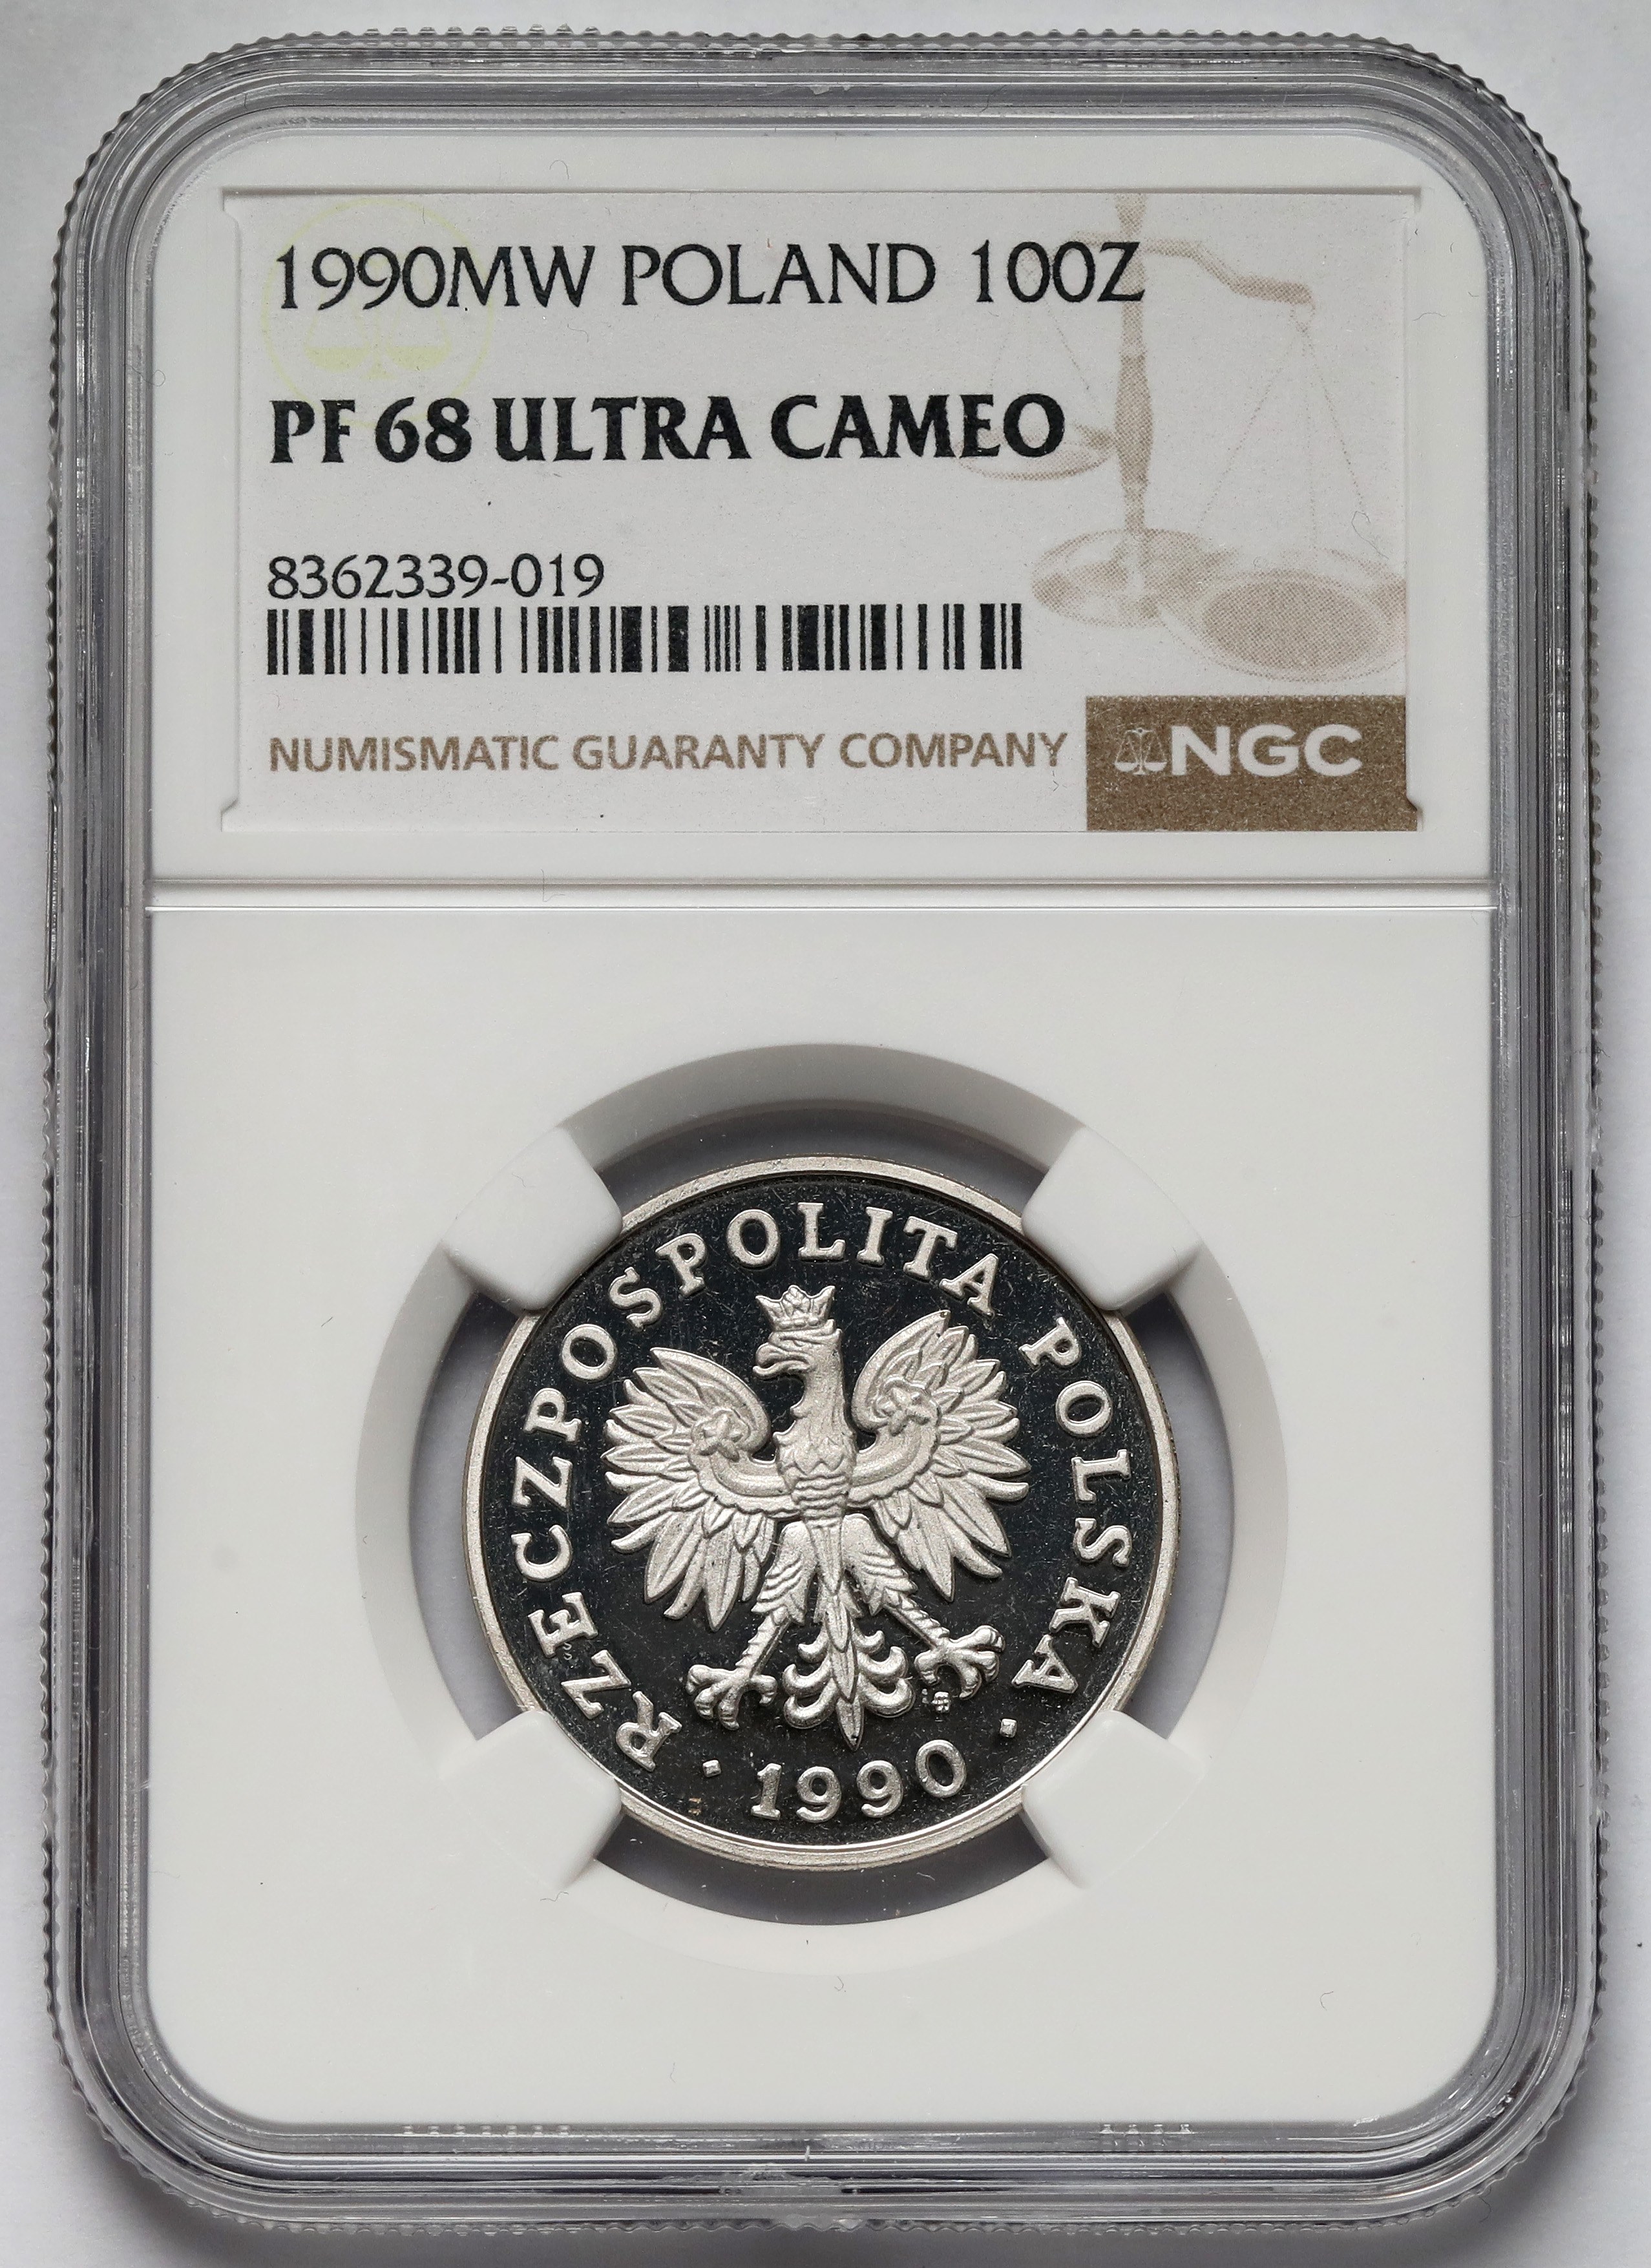 1990MW POLAND 100Z
PF 68 ULTRA CAMEO
8362339-019
NUMISMATIC GUARANTY COMPANY
NGC
RZECZPOSPOLITA POLSKA
· 1990 ·